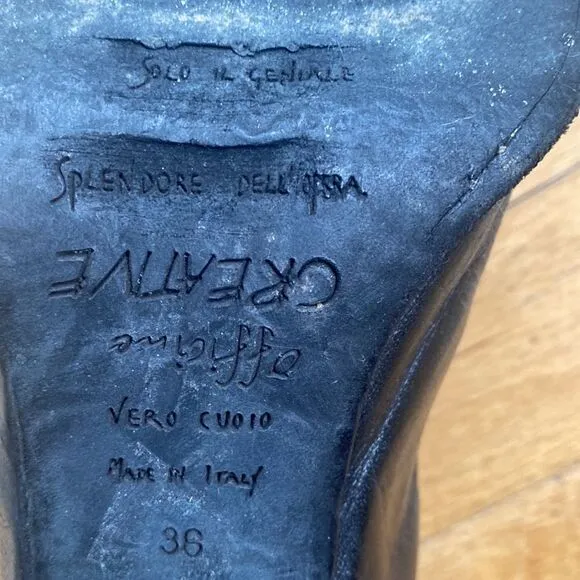 SOLO IL GENIALE
SPLENDORE DELL'OPERA.
CREATIVE
officine
VERO CUOIO
MADE IN ITALY
36